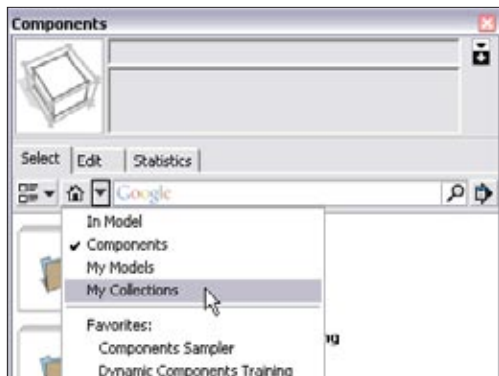 Components
Select Edit Statistics
Google
In Model
Components
My Models
My Collections
Favorites:
Components Sampler
Dynamic Components Training